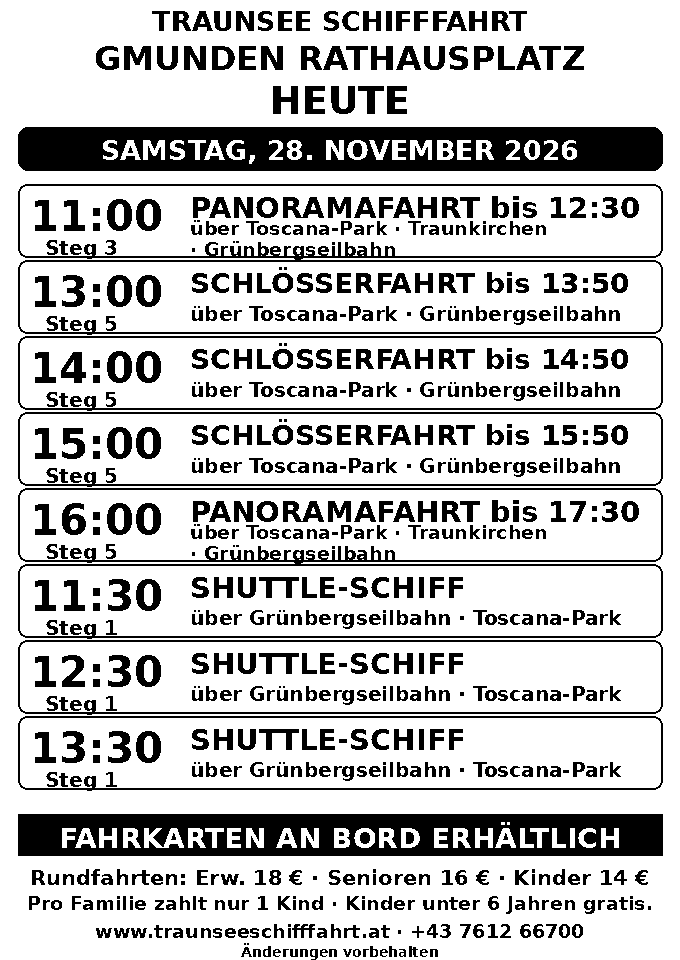 TRAUNSEE SCHIFFFAHRT
GMUNDEN RATHAUSPLATZ
HEUTE
SAMSTAG, 28. NOVEMBER 2026
11:00 PANORAMAFAHRT bis 12:30
über Toscana-Park · Traunkirchen
Steg 3 · Grünbergseilbahn
13:00 SCHLÖSSERFAHRT bis 13:50
Steg 5 über Toscana-Park · Grünbergseilbahn
14:00 SCHLÖSSERFAHRT bis 14:50
Steg 5 über Toscana-Park · Grünbergseilbahn
15:00 SCHLÖSSERFAHRT bis 15:50
Steg 5 über Toscana-Park · Grünbergseilbahn
16:00 PANORAMAFAHRT bis 17:30
über Toscana-Park · Traunkirchen
Steg 5 · Grünbergseilbahn
11:30 SHUTTLE-SCHIFF
Steg 1 über Grünbergseilbahn · Toscana-Park
12:30 SHUTTLE-SCHIFF
Steg 1 über Grünbergseilbahn · Toscana-Park
13:30 SHUTTLE-SCHIFF
Steg 1 über Grünbergseilbahn · Toscana-Park
FAHRKARTEN AN BORD ERHÄLTLICH
Rundfahrten: Erw. 18 € · Senioren 16 € · Kinder 14 €
Pro Familie zahlt nur 1 Kind · Kinder unter 6 Jahren gratis.
www.traunseeschifffahrt.at · +43 7612 66700
Änderungen vorbehalten